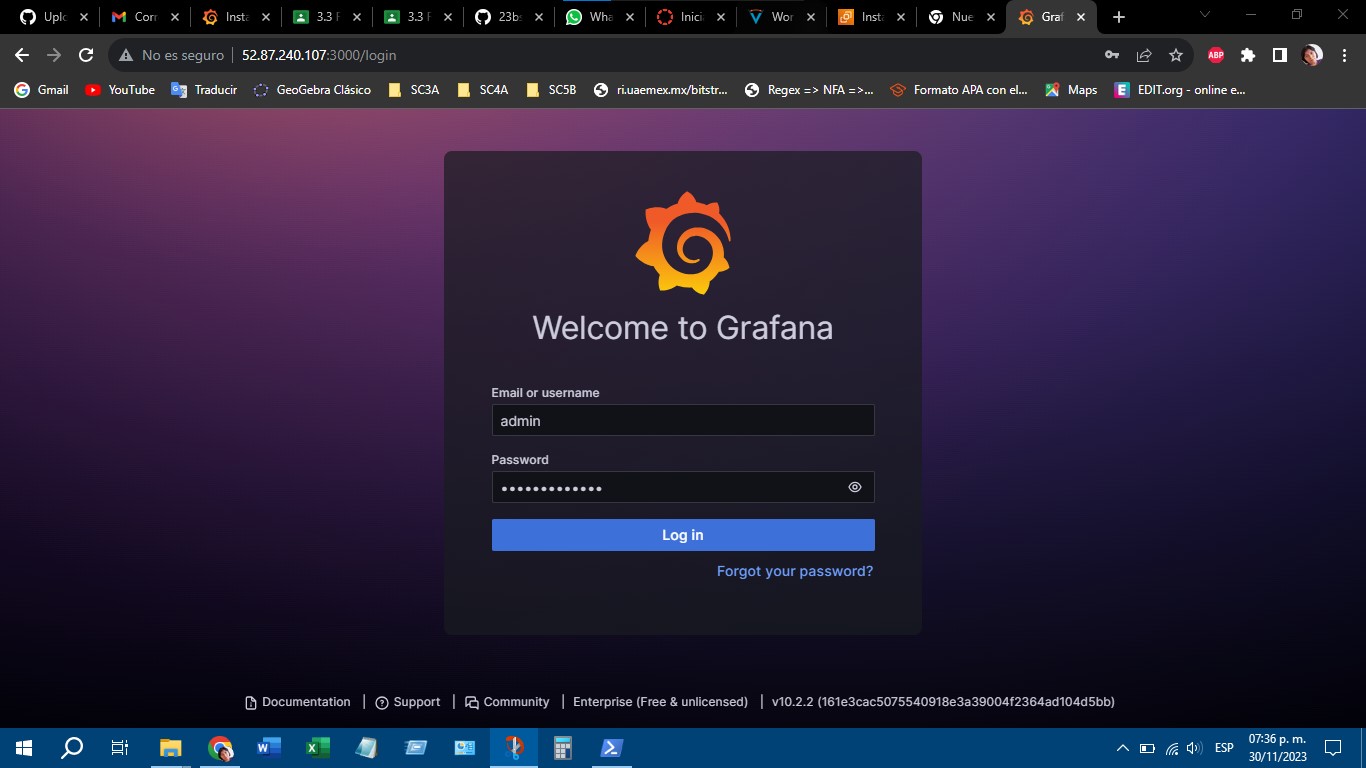 Uplo
Corr
Insta
3.3 F
3.3 F
23bs
Wha
Inici
Wor
Insta
Nue
Graf
No es seguro
52.87.240.107:3000/login
ABP
Gmail
YouTube
Traducir
GeoGebra Clásico
SC3A
SC4A
SC5B
ri.uaemex.mx/bitstr...
Regex => NFA =>...
Formato APA con el...
Maps
EDIT.org - online e...
Welcome to Grafana
Email or username
admin
Password
•••••••••••••
Log in
Forgot your password?
Documentation | Support | Community | Enterprise (Free & unlicensed) | v10.2.2 (161e3cac5075540918e3a39004f2364ad104d5bb)
ESP
07:36 p. m.
30/11/2023